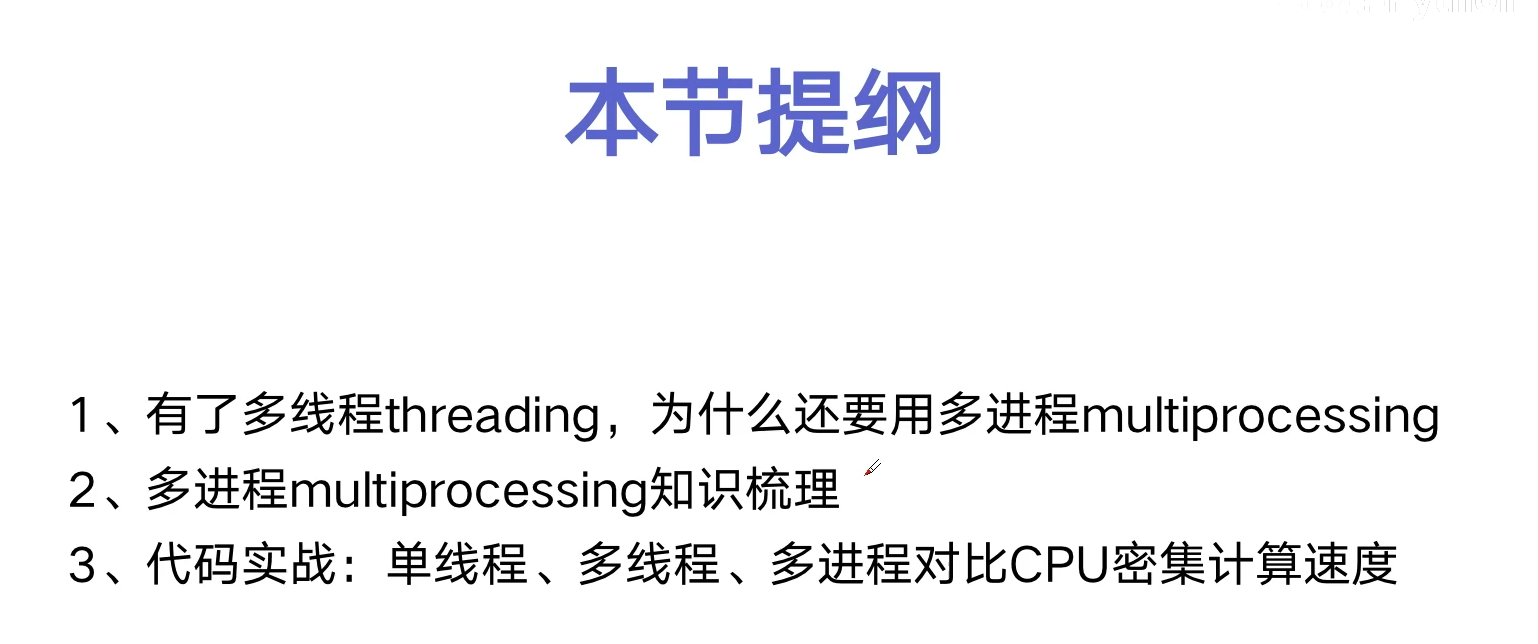 本节提纲
1、有了多线程threading，为什么还要用多进程multiprocessing
2、多进程multiprocessing知识梳理
3、代码实战：单线程、多线程、多进程对比CPU密集计算速度